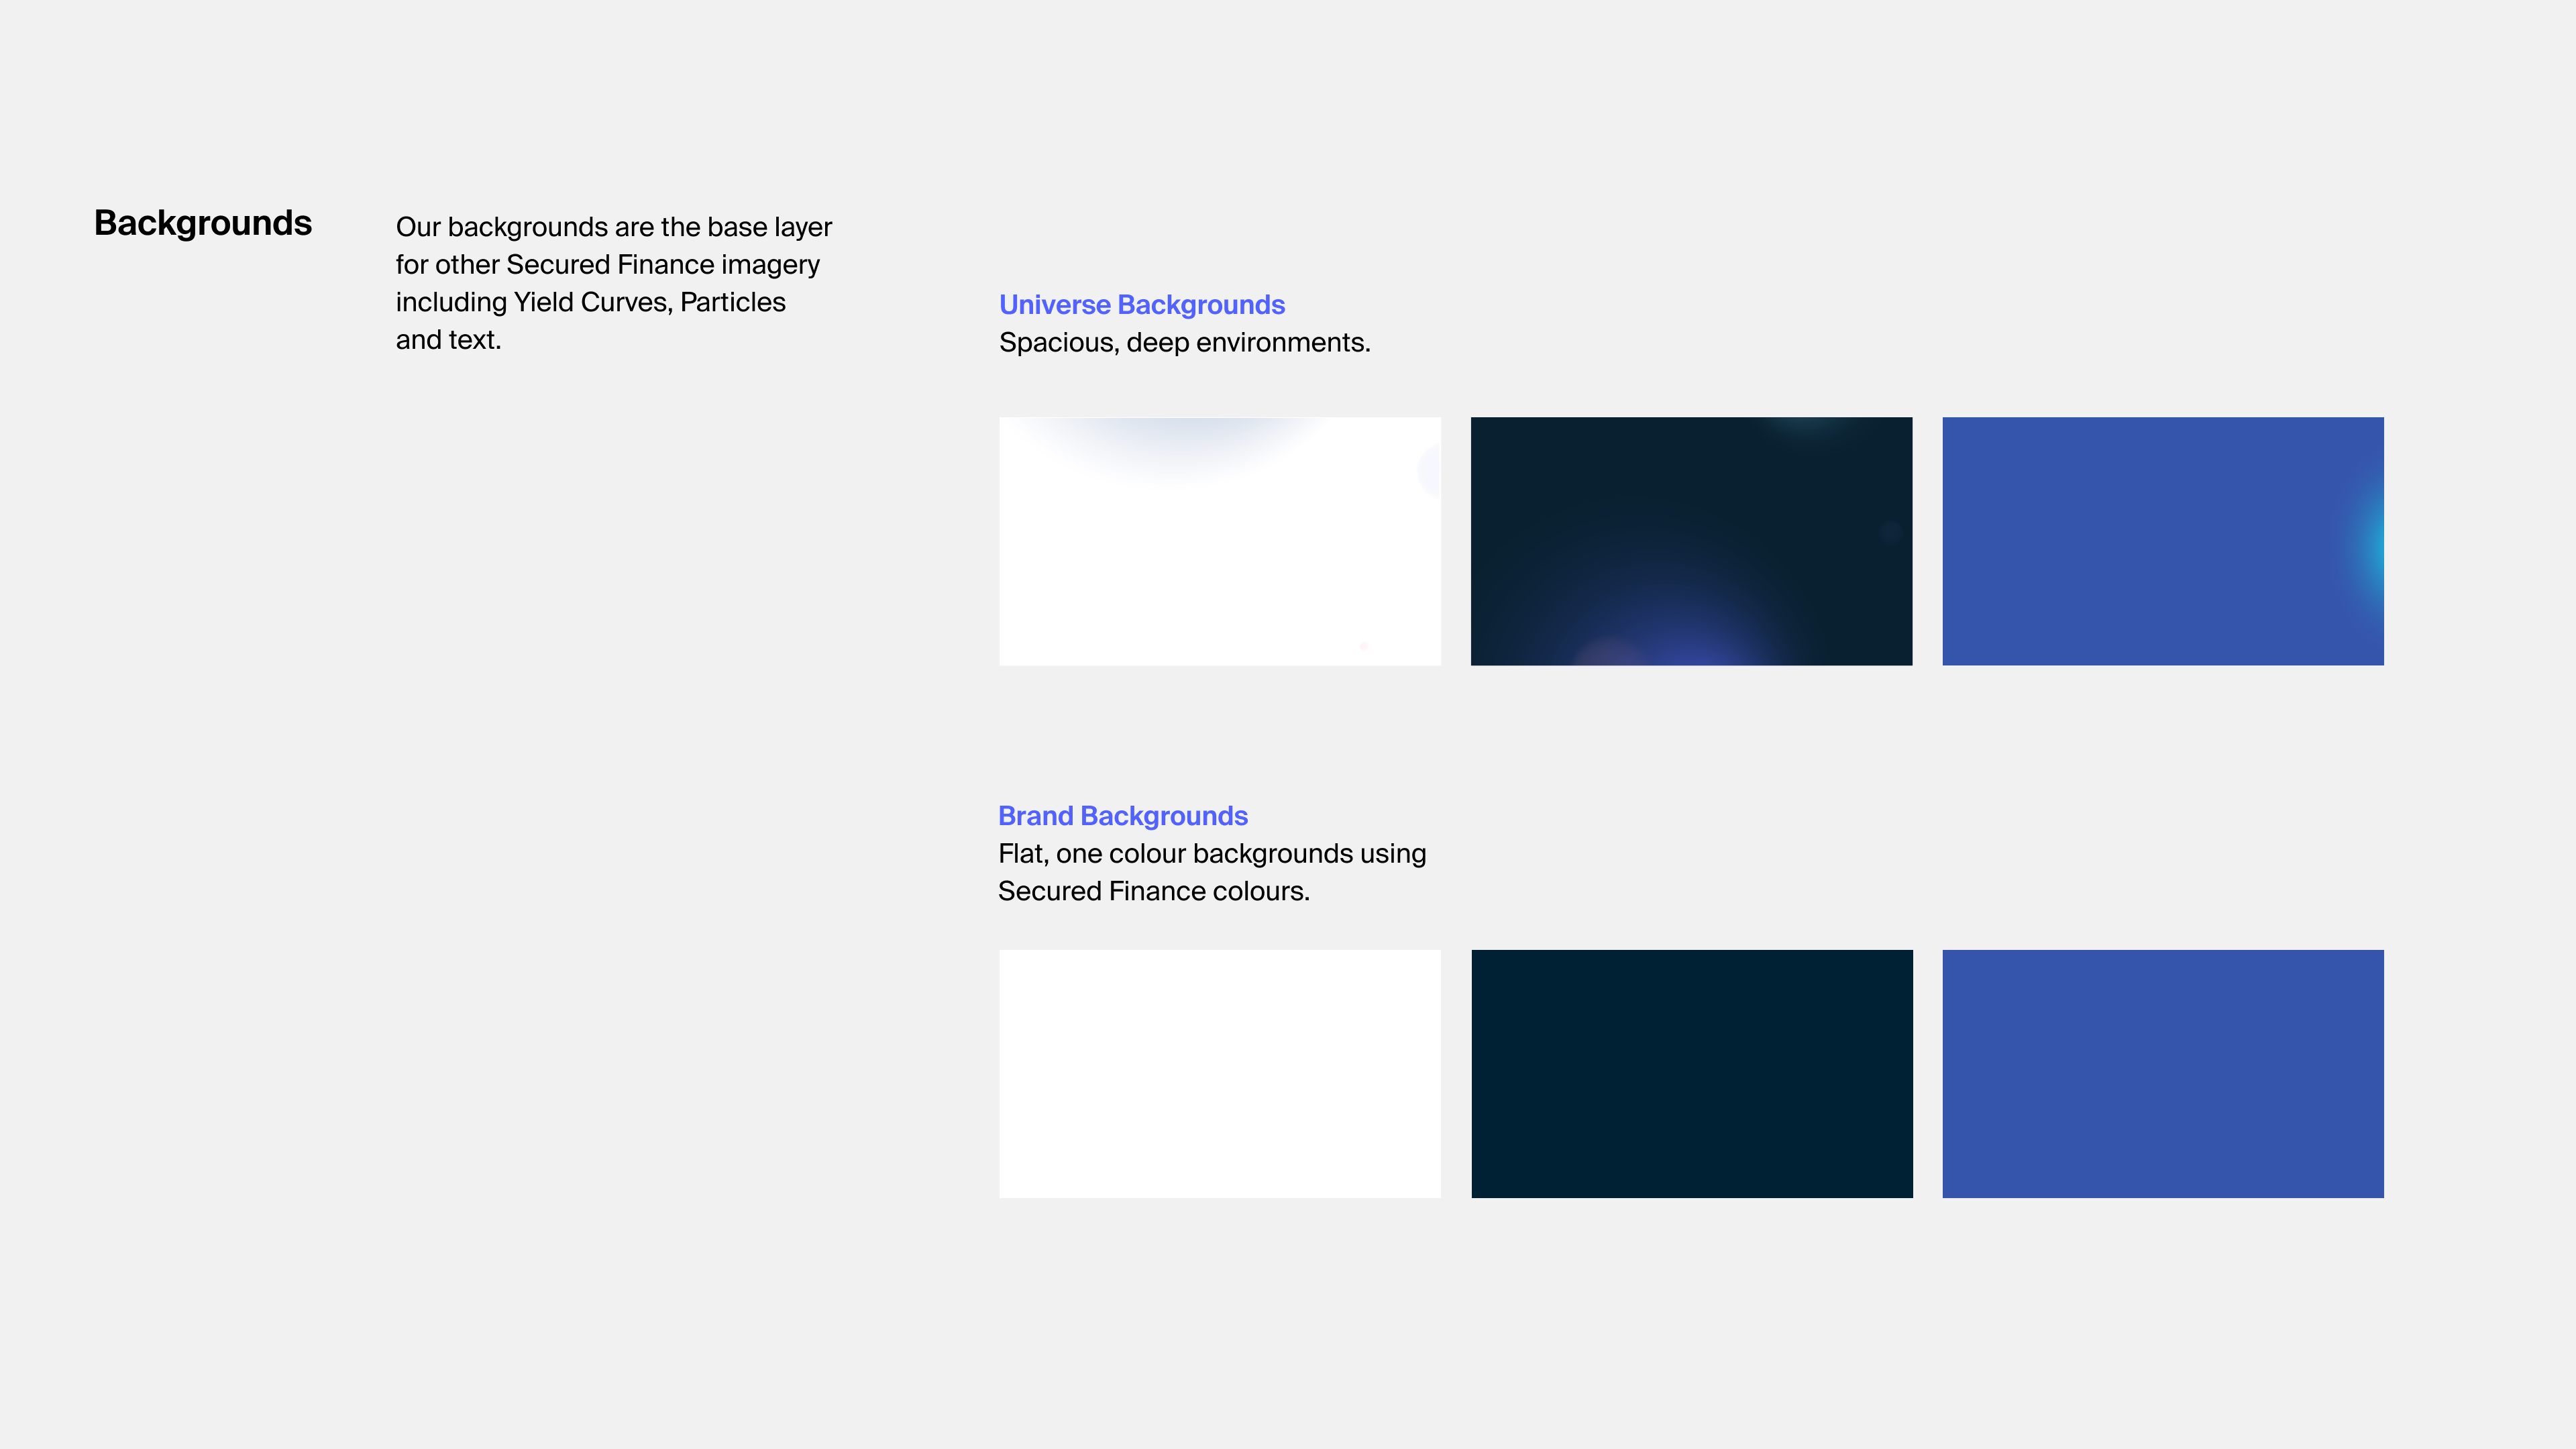 Backgrounds
Our backgrounds are the base layer
for other Secured Finance imagery
including Yield Curves, Particles
and text.
Universe Backgrounds
Spacious, deep environments.
Brand Backgrounds
Flat, one colour backgrounds using
Secured Finance colours.